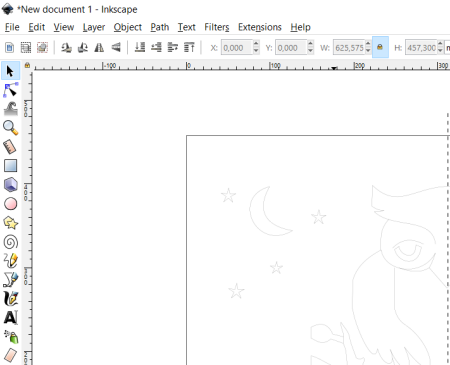 *New document 1 - Inkscape
File Edit View Layer Object Path Text Filters Extensions Help
X: 0,000 Y: 0,000 W: 625,575 H: 457,300
-100 0 100 200 300